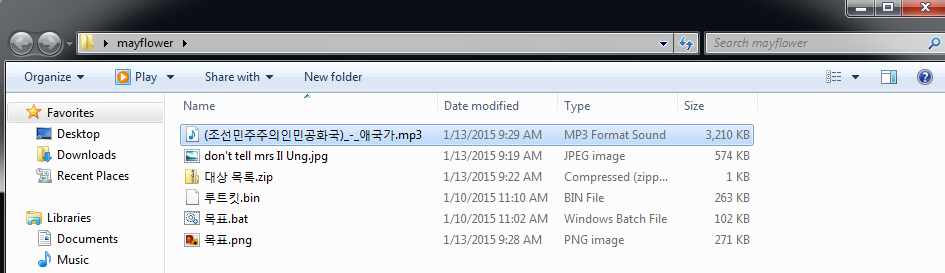 mayflower
Search mayflower
Organize Play Share with New folder
Favorites
Desktop
Downloads
Recent Places
Libraries
Documents
Music
Name Date modified Type Size
(조선민주주의인민공화국)_-_애국가.mp3 1/13/2015 9:29 AM MP3 Format Sound 3,210 KB
don't tell mrs Il Ung.jpg 1/13/2015 9:19 AM JPEG image 574 KB
대상 목록.zip 1/13/2015 9:22 AM Compressed (zipp... 1 KB
루트킷.bin 1/10/2015 11:10 AM BIN File 263 KB
목표.bat 1/10/2015 11:02 AM Windows Batch File 102 KB
목표.png 1/13/2015 9:28 AM PNG image 271 KB